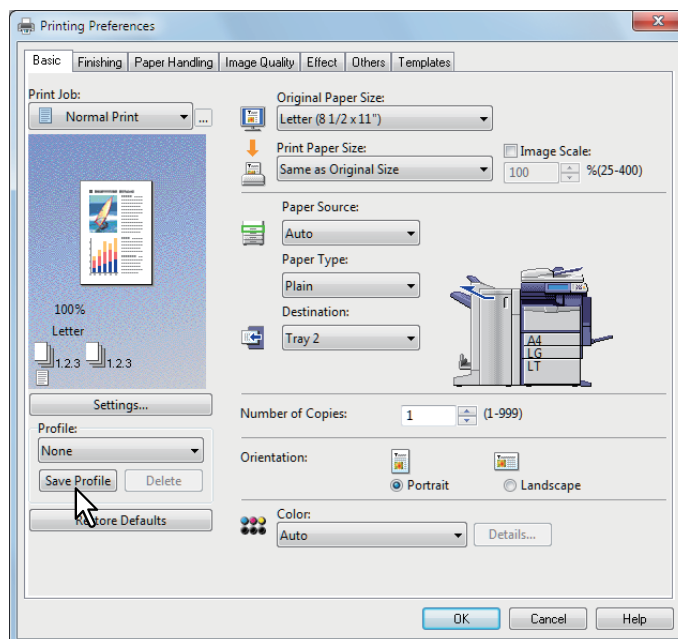 Printing Preferences
Basic Finishing Paper Handling Image Quality Effect Others Templates
Print Job:
Normal Print ...
100%
Letter
1.2.3 1.2.3
Settings...
Profile:
None
Save Profile Delete
Restore Defaults
Original Paper Size:
Letter (8 1/2 x 11")
Print Paper Size:
Same as Original Size
Image Scale:
100 %(25-400)
Paper Source:
Auto
Paper Type:
Plain
Destination:
Tray 2
A4
LG
LT
Number of Copies: 1 (1-999)
Orientation:
Portrait Landscape
Color:
Auto Details...
OK Cancel Help